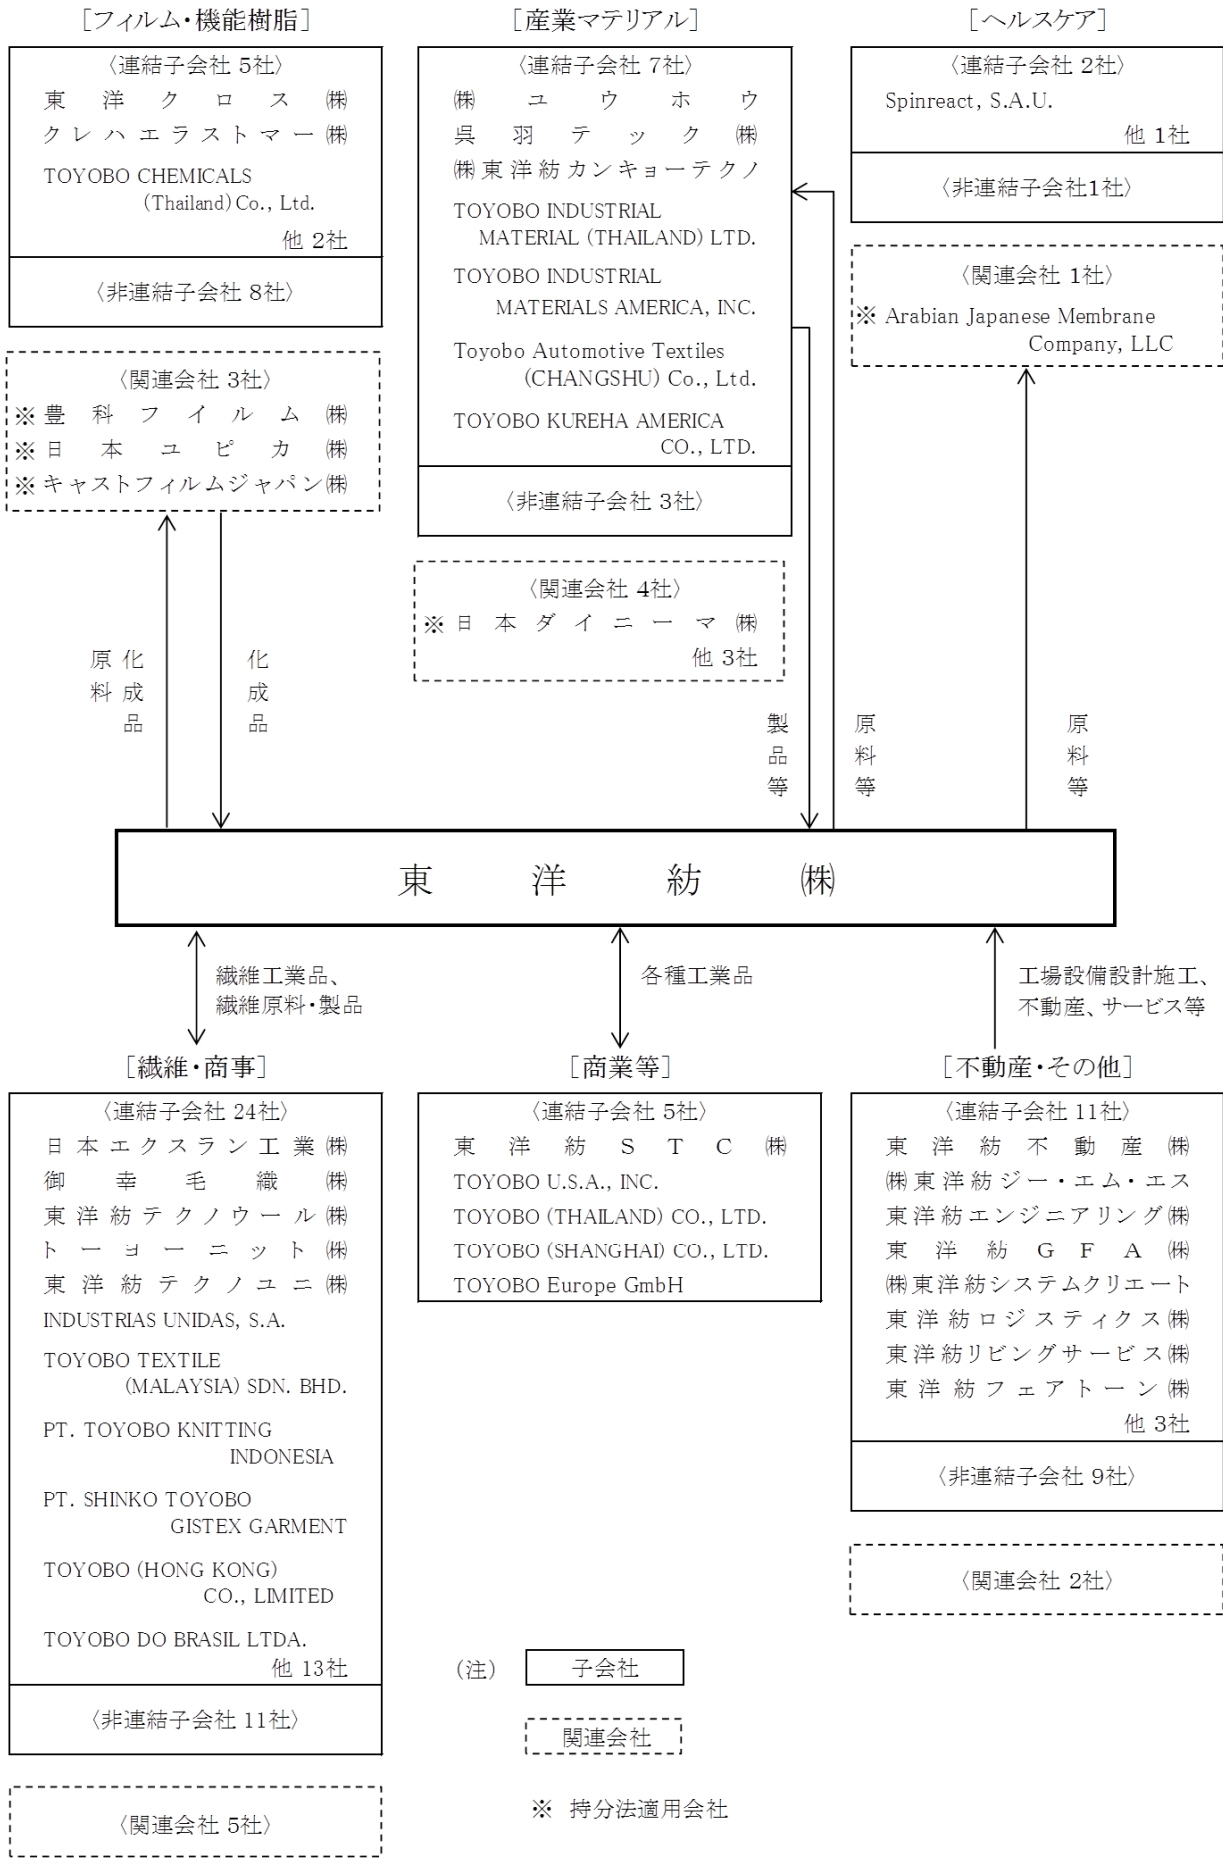 [フィルム・機能樹脂]
〈連結子会社 5社〉
東洋クロス㈱
クレハエラストマー㈱
TOYOBO CHEMICALS
(Thailand)Co., Ltd.
他 2社
〈非連結子会社 8社〉
〈関連会社 3社〉
※豊科フイルム㈱
※日本ユピカ㈱
※キャストフィルムジャパン㈱
[産業マテリアル]
〈連結子会社 7社〉
㈱ユウホウ
呉羽テック㈱
㈱東洋紡カンキョーテクノ
TOYOBO INDUSTRIAL
MATERIAL (THAILAND) LTD.
TOYOBO INDUSTRIAL
MATERIALS AMERICA, INC.
Toyobo Automotive Textiles
(CHANGSHU) Co., Ltd.
TOYOBO KUREHA AMERICA
CO., LTD.
〈非連結子会社 3社〉
〈関連会社 4社〉
※日本ダイニーマ㈱
他 3社
[ヘルスケア]
〈連結子会社 2社〉
Spinreact, S.A.U.
他 1社
〈非連結子会社1社〉
〈関連会社 1社〉
※ Arabian Japanese Membrane
Company, LLC
化成品
原料
化成品
製品等
原料等
原料等
東洋紡㈱
繊維工業品、
繊維原料・製品
各種工業品
工場設備設計施工、
不動産、サービス等
[繊維・商事]
〈連結子会社 24社〉
日本エクスラン工業㈱
御幸毛織㈱
東洋紡テクノウール㈱
トーヨーニット㈱
東洋紡テクノユニ㈱
INDUSTRIAS UNIDAS, S.A.
TOYOBO TEXTILE
(MALAYSIA) SDN. BHD.
PT. TOYOBO KNITTING
INDONESIA
PT. SHINKO TOYOBO
GISTEX GARMENT
TOYOBO (HONG KONG)
CO., LIMITED
TOYOBO DO BRASIL LTDA.
他 13社
〈非連結子会社 11社〉
〈関連会社 5社〉
[商業等]
〈連結子会社 5社〉
東洋紡STC㈱
TOYOBO U.S.A., INC.
TOYOBO (THAILAND) CO., LTD.
TOYOBO (SHANGHAI) CO., LTD.
TOYOBO Europe GmbH
[不動産・その他]
〈連結子会社 11社〉
東洋紡不動産㈱
㈱東洋紡ジー・エム・エス
東洋紡エンジニアリング㈱
東洋紡GFA㈱
㈱東洋紡システムクリエート
東洋紡ロジスティクス㈱
東洋紡リビングサービス㈱
東洋紡フェアトーン㈱
他 3社
〈非連結子会社 9社〉
〈関連会社 2社〉
(注) 子会社
関連会社
※ 持分法適用会社